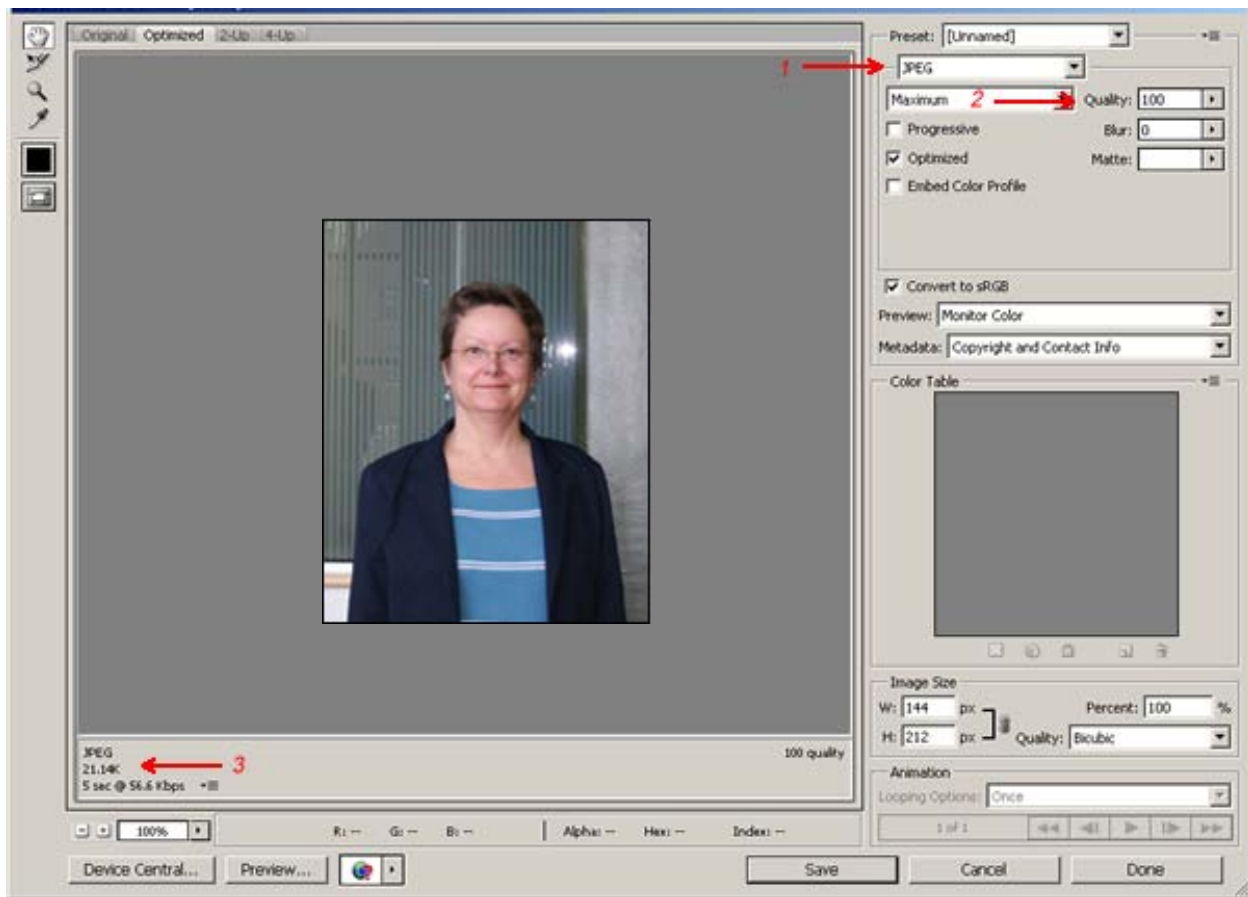 Original Optimized 2-Up 4-Up
Preset: [Unnamed]
1
JPEG
Maximum
2
Quality: 100
Progressive
Blur: 0
Optimized
Matte:
Embed Color Profile
Convert to sRGB
Preview: Monitor Color
Metadata: Copyright and Contact Info
Color Table
Image Size
W: 144 px
Percent: 100 %
H: 212 px
Quality: Bicubic
JPEG
100 quality
21.14K
3
5 sec @ 56.6 Kbps
Animation
Looping Options: Once
1 of 1
100%
R: -- G: -- B: -- Alpha: -- Hex: -- Index: --
Device Central... Preview... Save Cancel Done